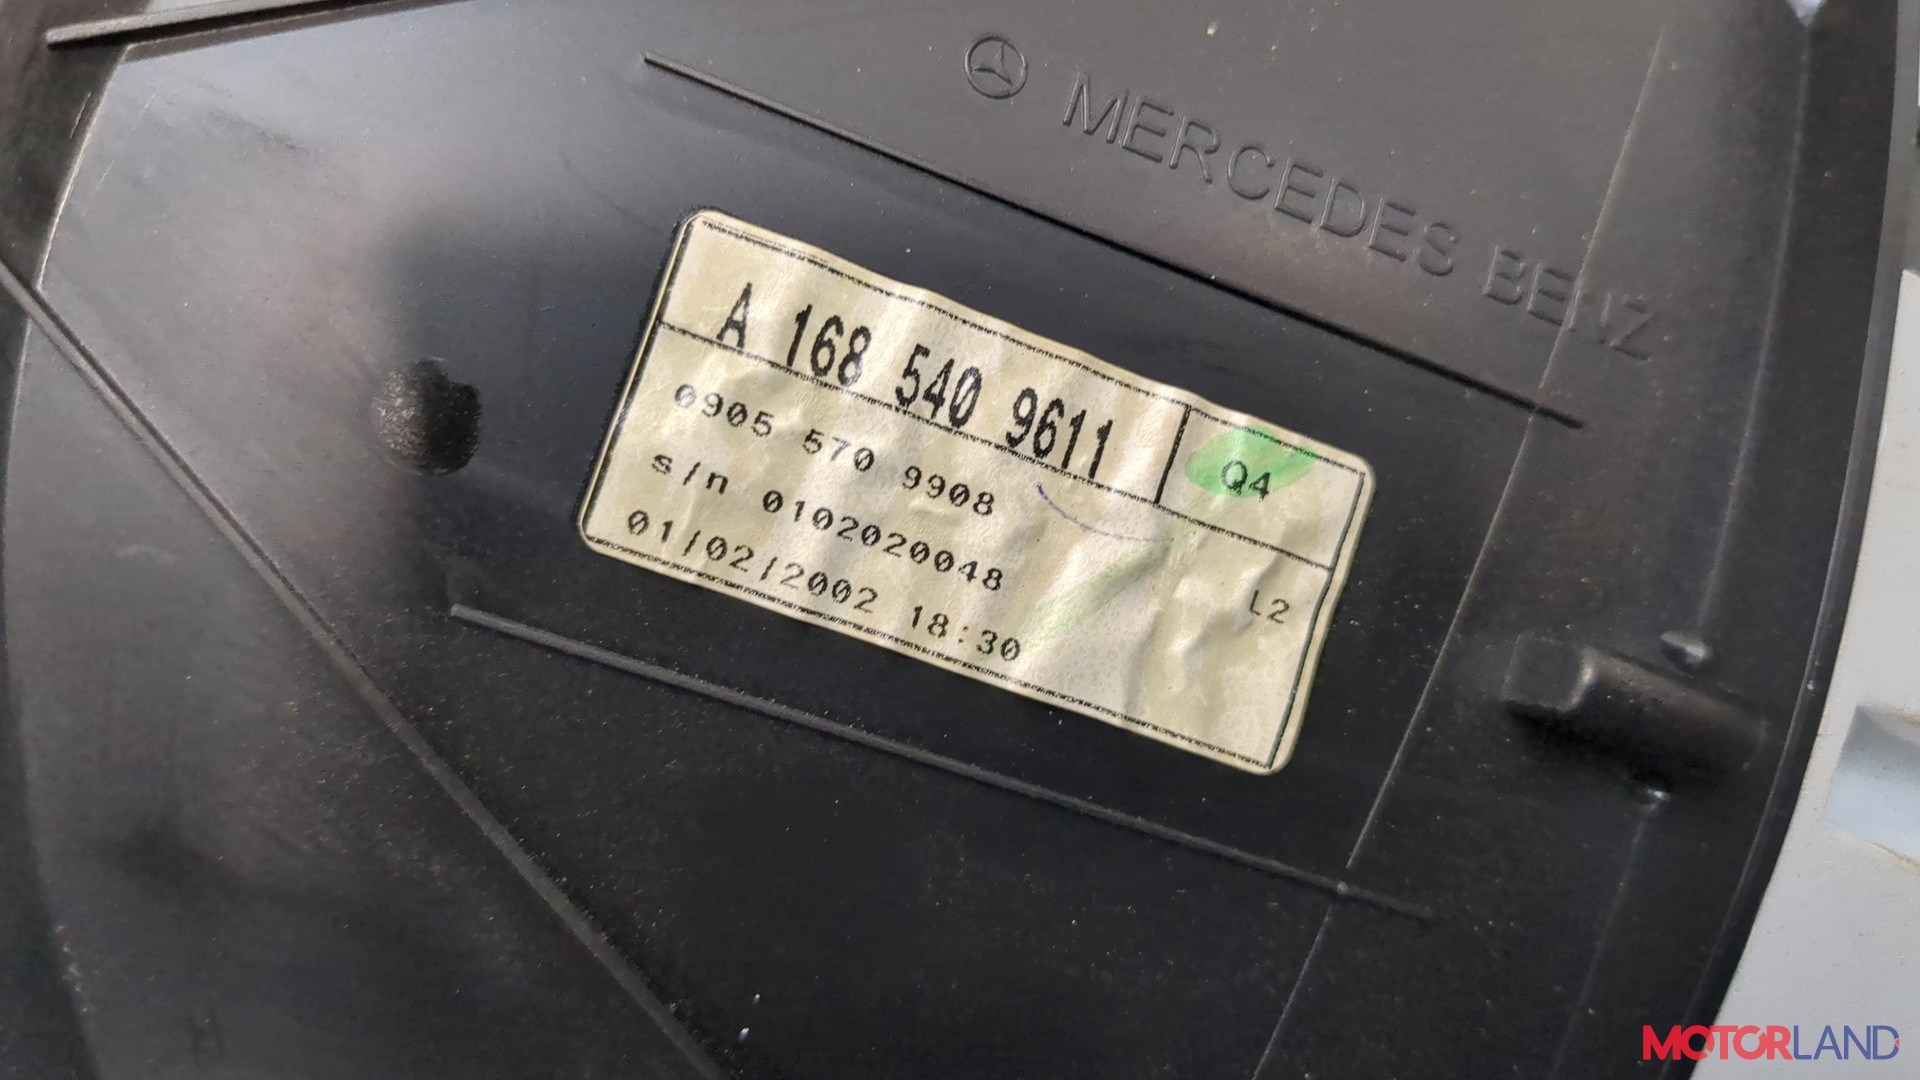 MERCEDES BENZ
A 168 540 9611
Q4
0905 570 9908
s/n 0102020048
L2
01/02/2002 18:30
MOTORLAND